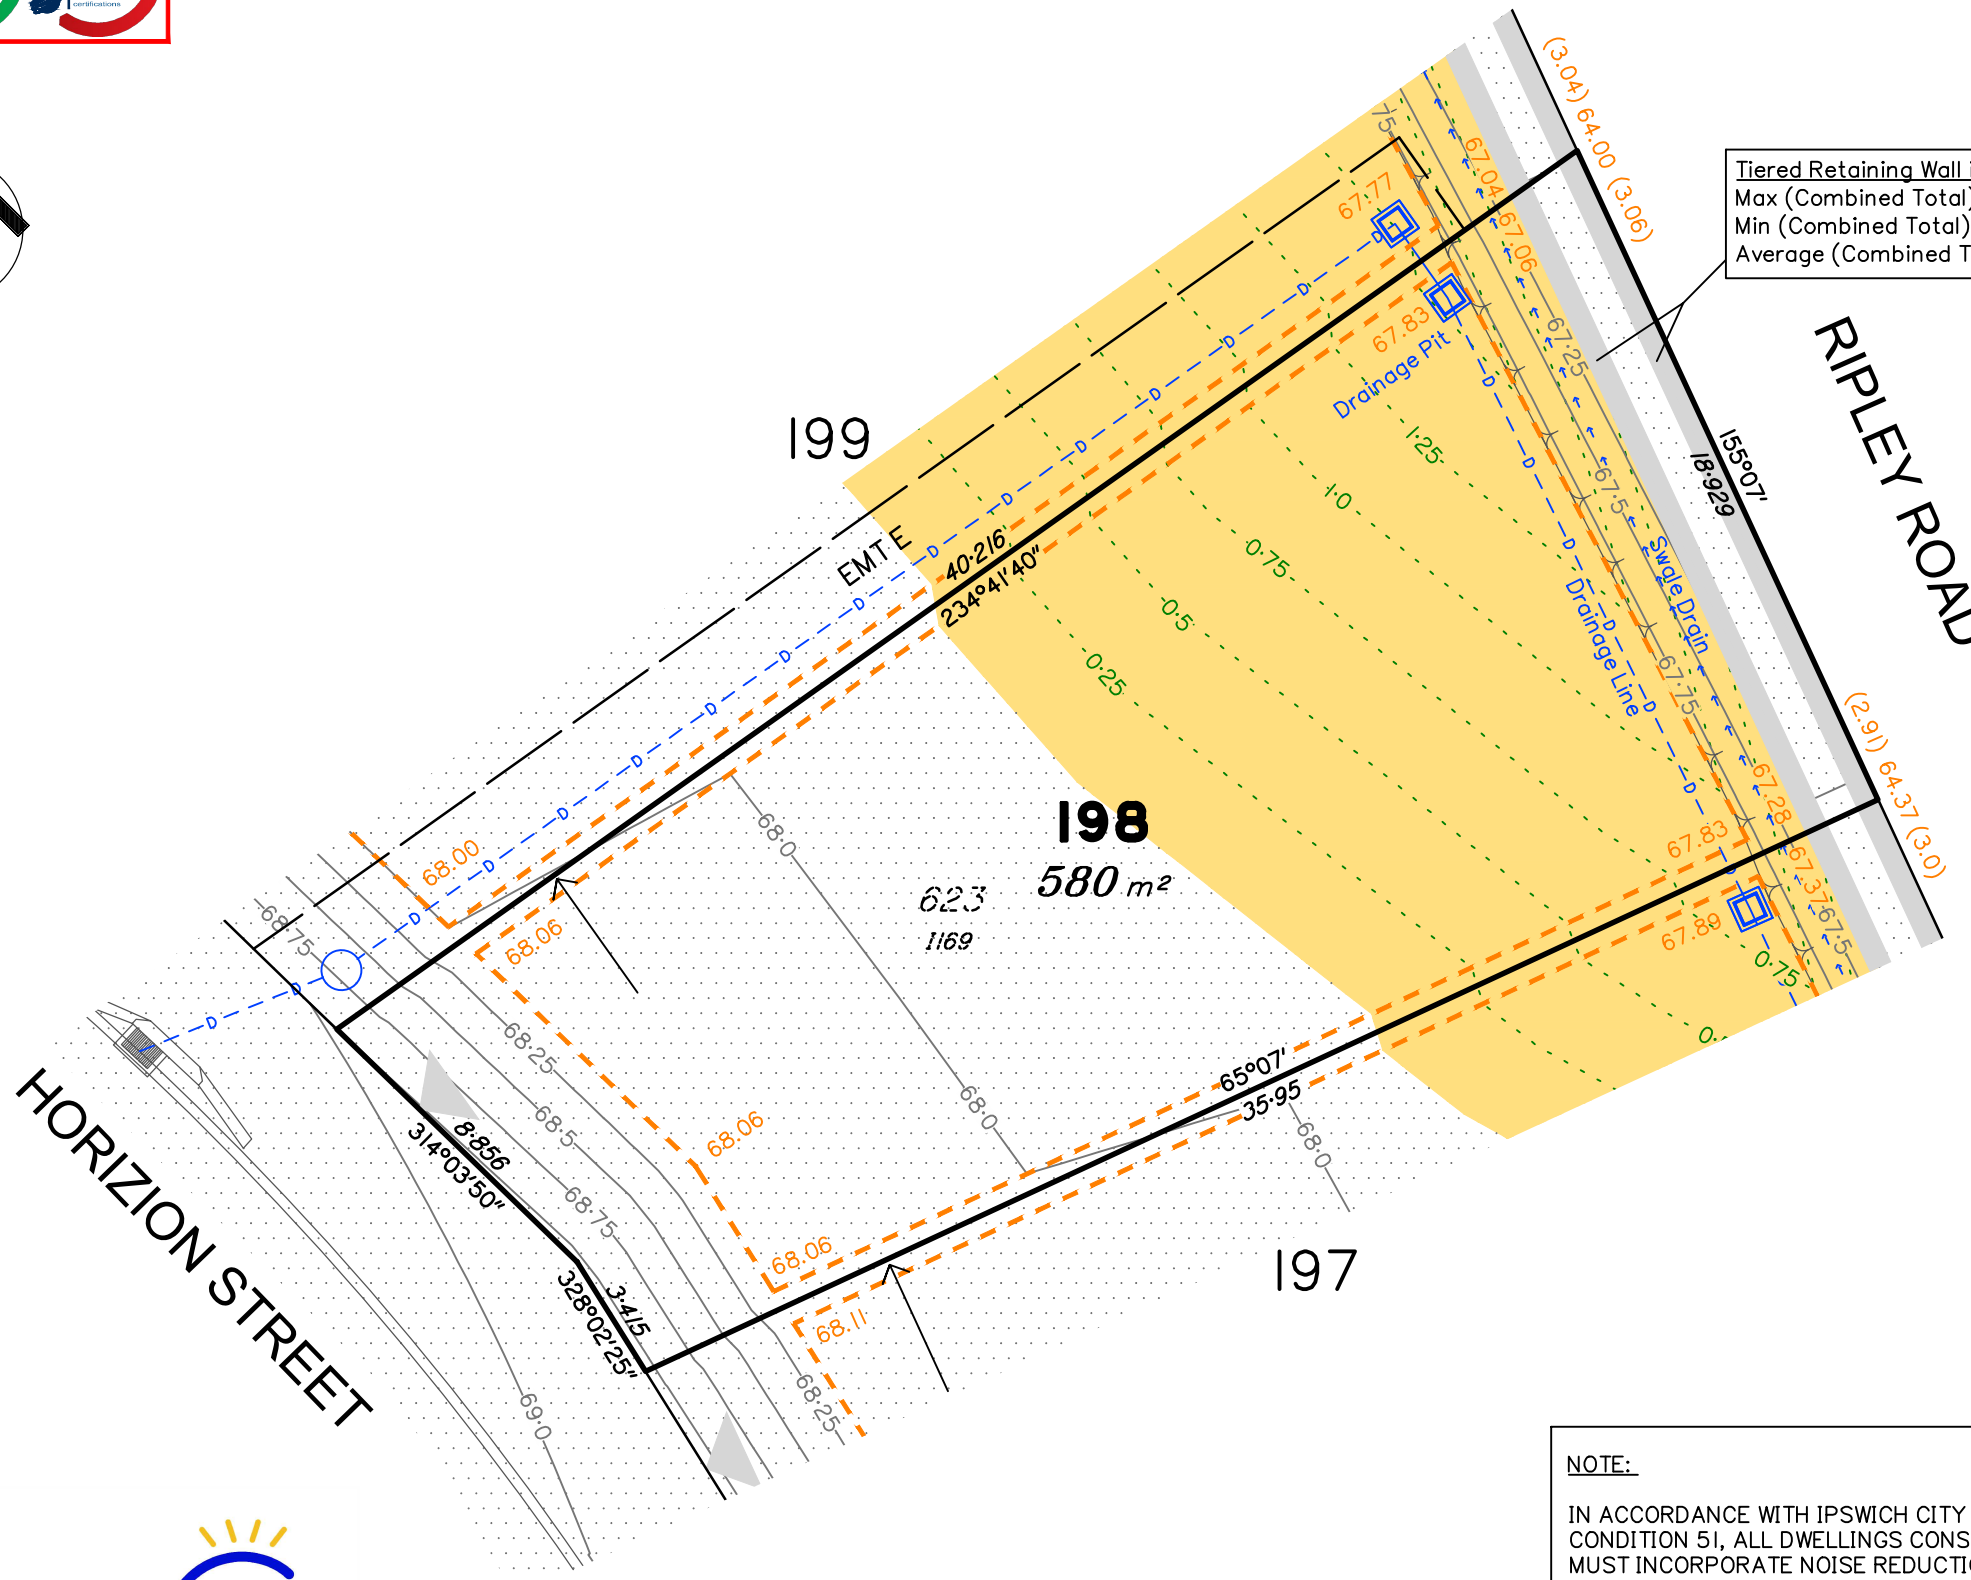 certifications
(3.04) 64.00 (3.06)
Tiered Retaining Wall
Max (Combined Total)
Min (Combined Total)
Average (Combined T
RIPLEY ROAD
75
67.04
67.06
67.77
67.83
Drainage Pit
67·25
67·5
67·75
Swale Drain
Drainage Line
155°07'
18·929
199
EMT E
40·216
234°41'40"
1·25
1·0
0·75
0·5
0·25
D
(2.91) 64.37 (3.0)
67.28
67.83
67.37
67·5
67.89
0·75
0.
198
580 m²
623
1169
68.00
68.06
68·0
68·0
68·75
68·25
68·5
68·75
68.06
68.06
65°07'
35·95
68·0
197
8·856
314°03'50"
3·415
328°02'25"
68.11
68·25
69·0
HORIZION STREET
NOTE:
IN ACCORDANCE WITH IPSWICH CITY
CONDITION 51, ALL DWELLINGS CONS
MUST INCORPORATE NOISE REDUCTI